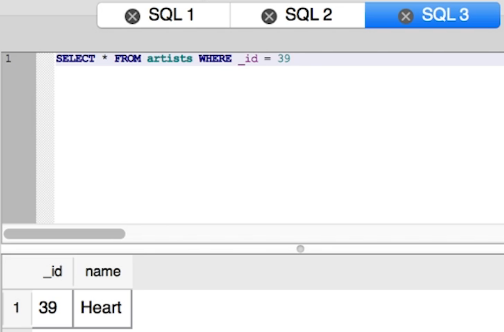 SQL 1 SQL 2 SQL 3
1 SELECT * FROM artists WHERE _id = 39
_id name
1 39 Heart